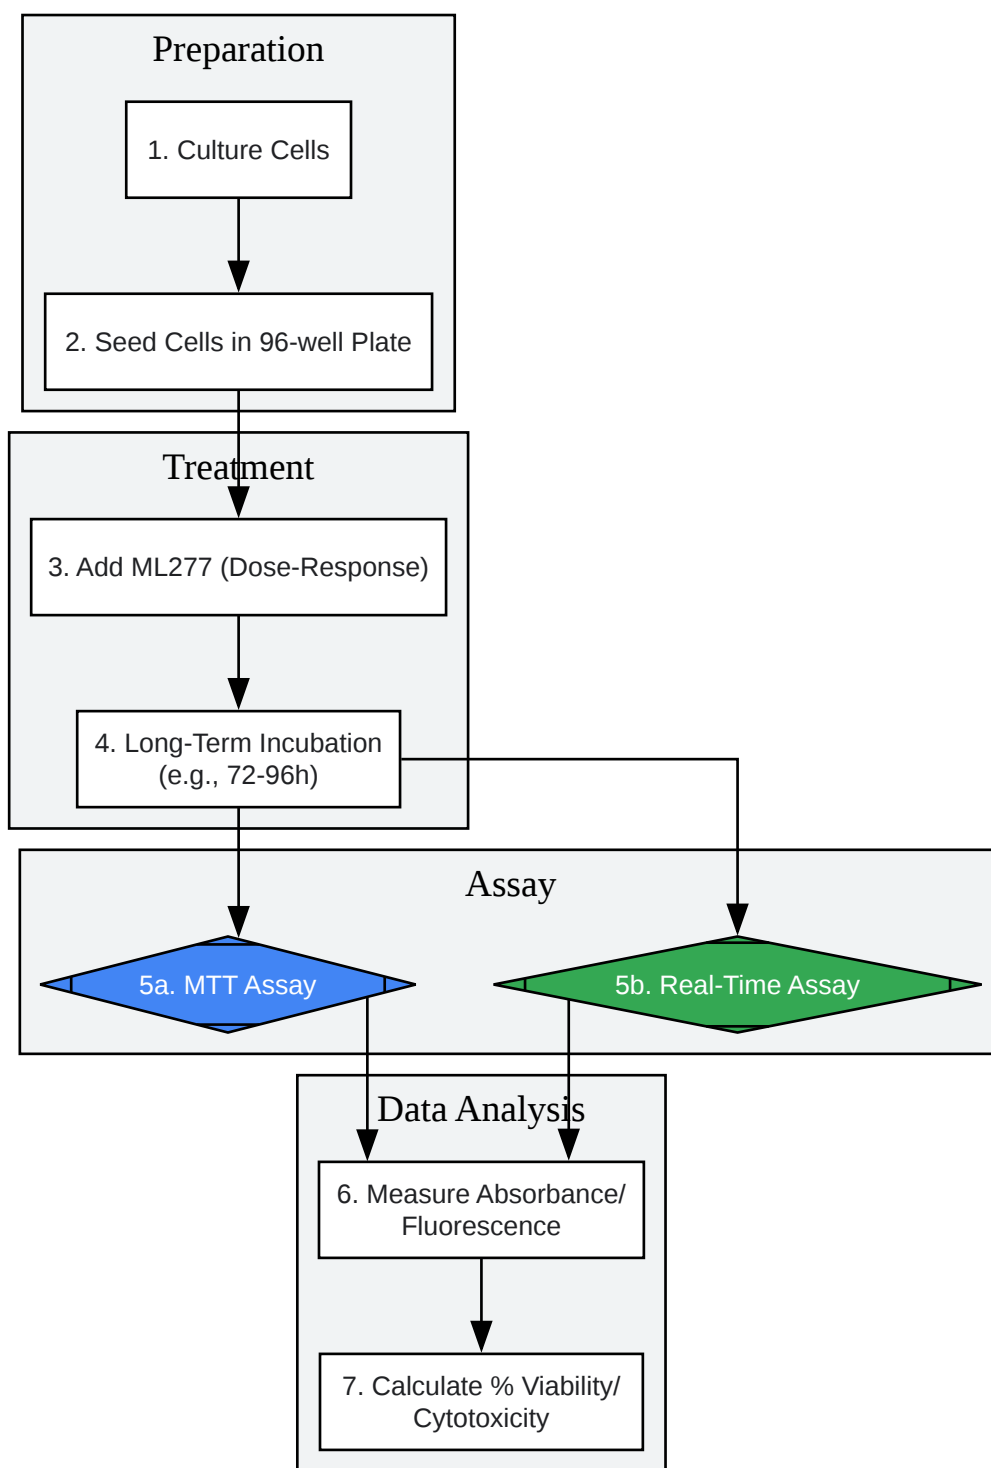 Preparation
1. Culture Cells
2. Seed Cells in 96-well Plate
Treatment
3. Add ML277 (Dose-Response)
4. Long-Term Incubation
(e.g., 72-96h)
Assay
5a. MTT Assay
5b. Real-Time Assay
Data Analysis
6. Measure Absorbance/
Fluorescence
7. Calculate % Viability/
Cytotoxicity